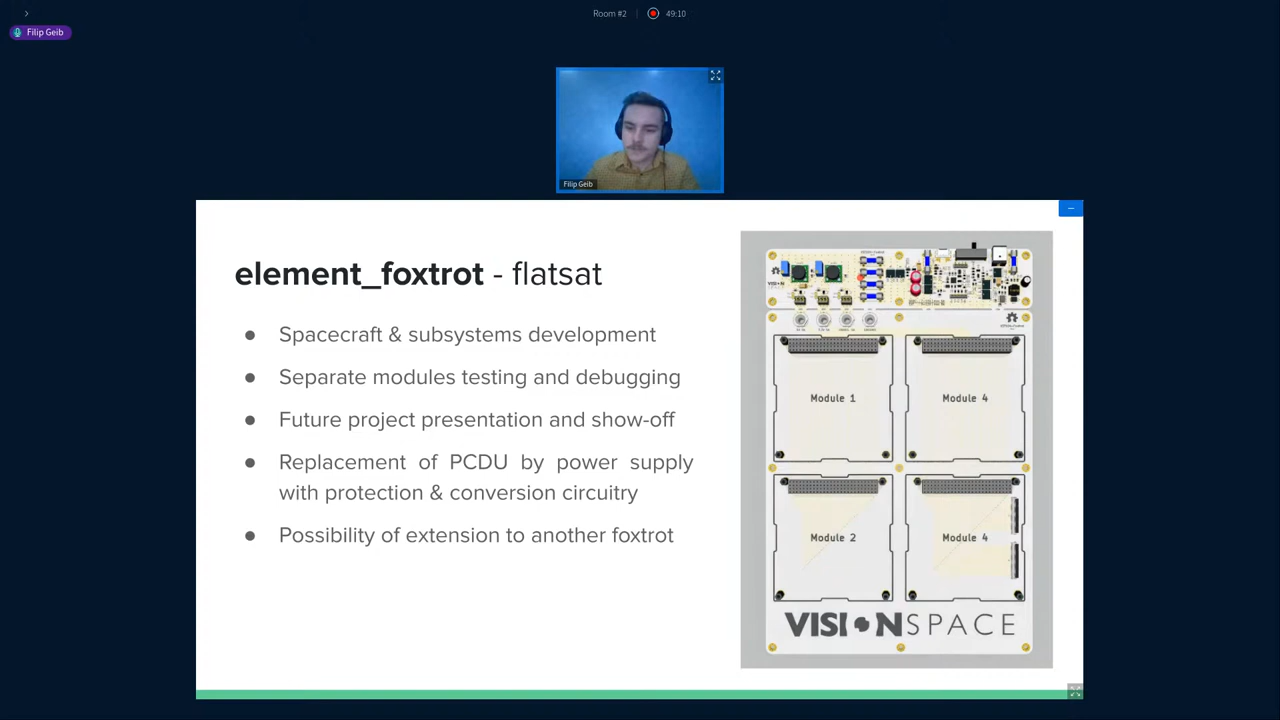 Room #2
49:10
Filip Geib
Filip Geib
element_foxtrot - flatsat
● Spacecraft & subsystems development
● Separate modules testing and debugging
● Future project presentation and show-off
● Replacement of PCDU by power supply
with protection & conversion circuitry
● Possibility of extension to another foxtrot
Module 1
Module 4
Module 2
Module 4
VISIONSPACE